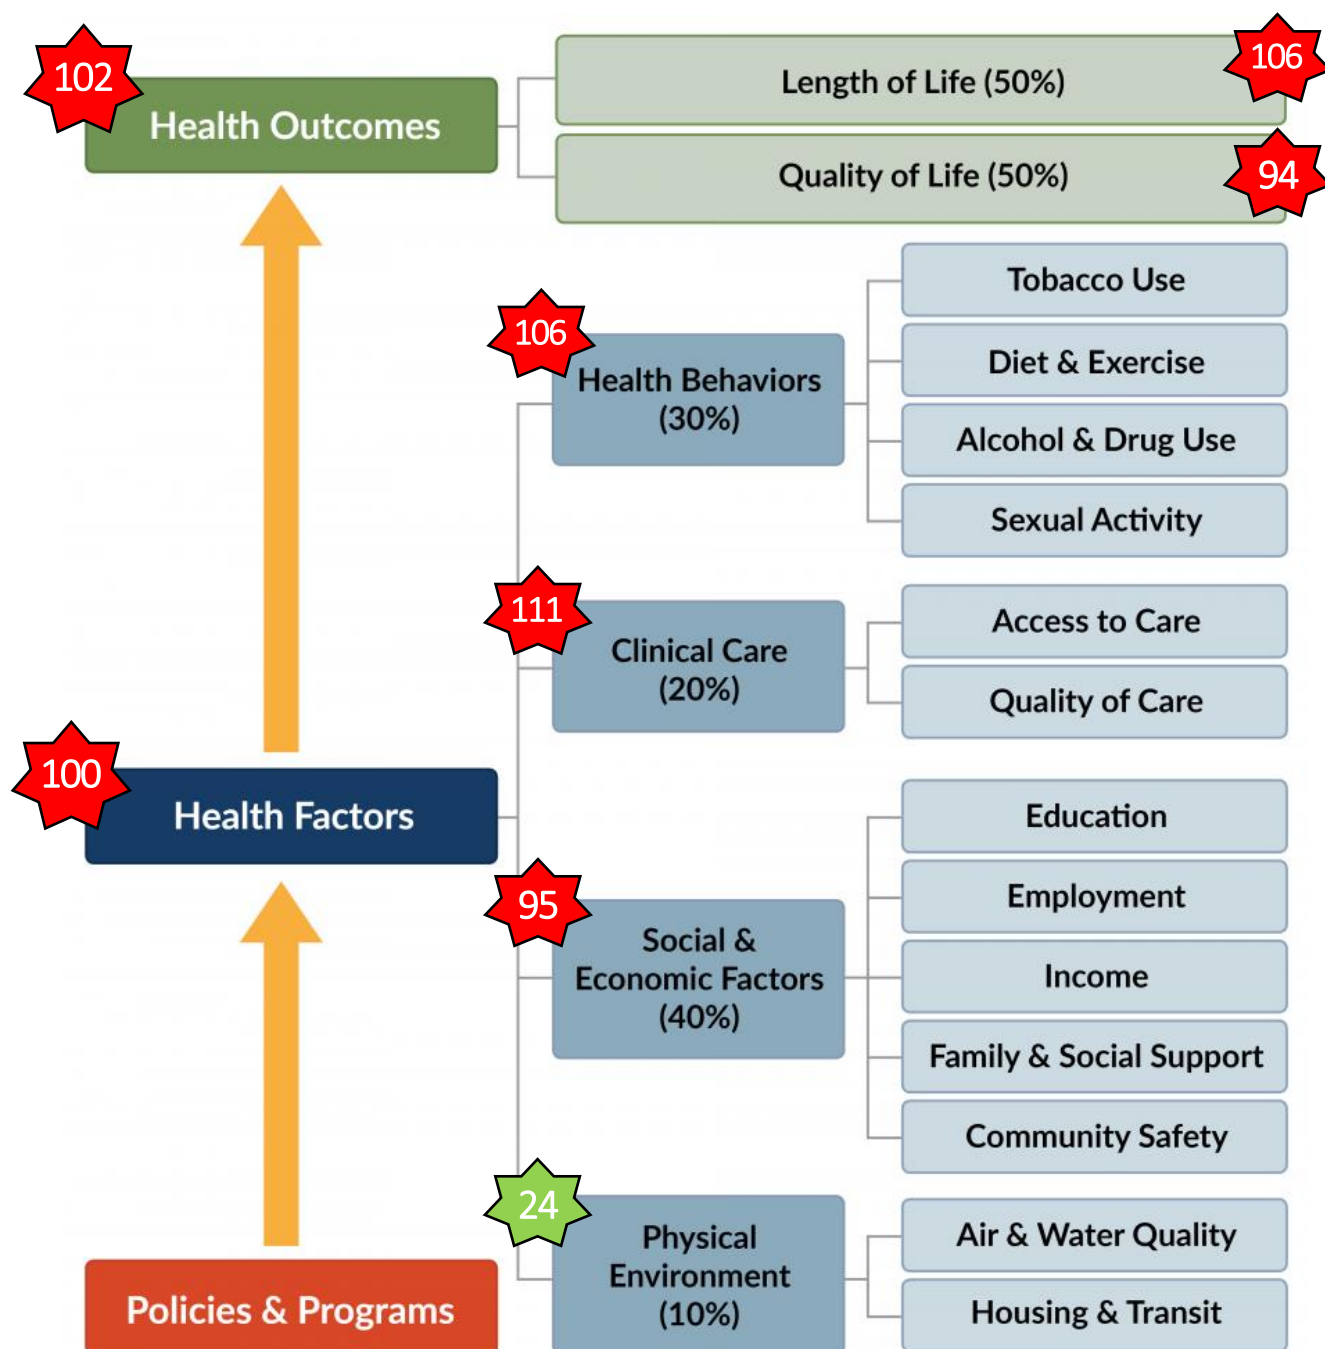 102
Health Outcomes
Length of Life (50%)
106
Quality of Life (50%)
94
106
Health Behaviors
(30%)
Tobacco Use
Diet & Exercise
Alcohol & Drug Use
Sexual Activity
111
Clinical Care
(20%)
Access to Care
Quality of Care
100
Health Factors
95
Social &
Economic Factors
(40%)
Education
Employment
Income
Family & Social Support
Community Safety
24
Physical
Environment
(10%)
Air & Water Quality
Housing & Transit
Policies & Programs